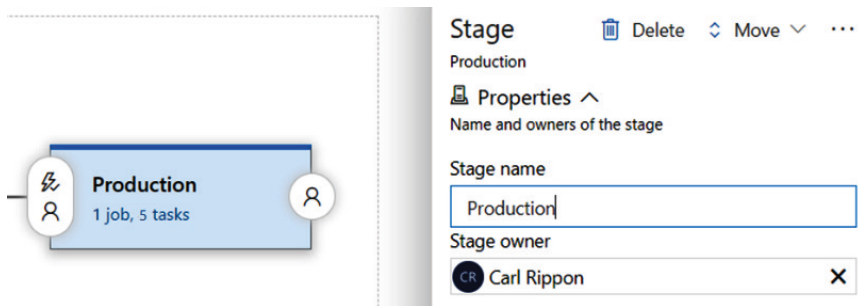 Production
1 job, 5 tasks
Stage
Delete
Move
...
Production
Properties
Name and owners of the stage
Stage name
Production
Stage owner
CR
Carl Rippon